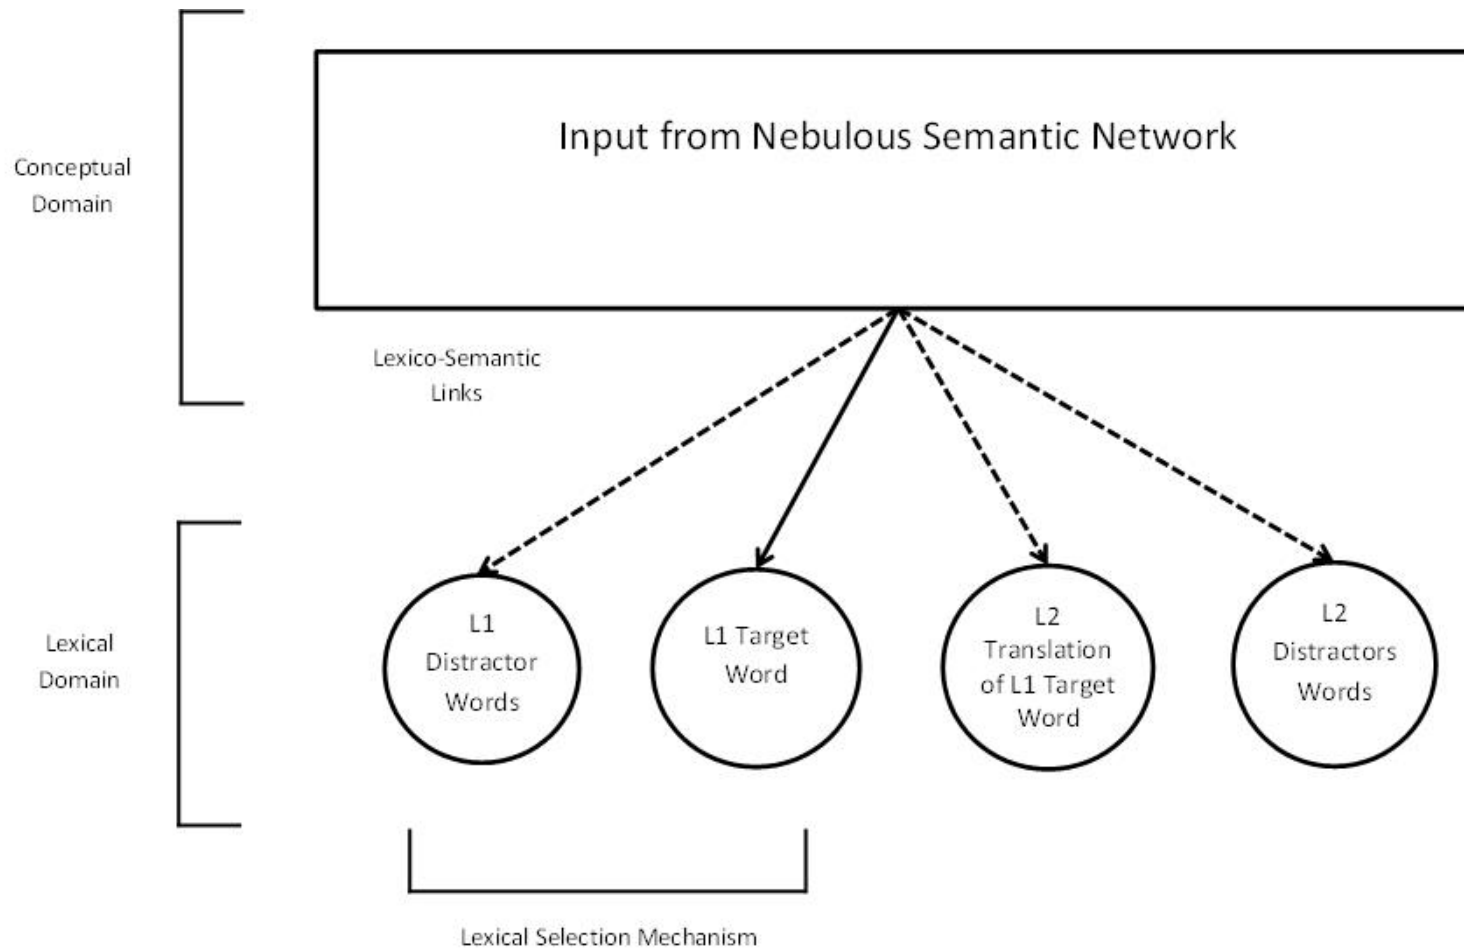 Input from Nebulous Semantic Network
Conceptual
Domain
Lexico-Semantic
Links
Lexical
Domain
L1
Distractor
Words
L1 Target
Word
L2
Translation
of L1 Target
Word
L2
Distractors
Words
Lexical Selection Mechanism